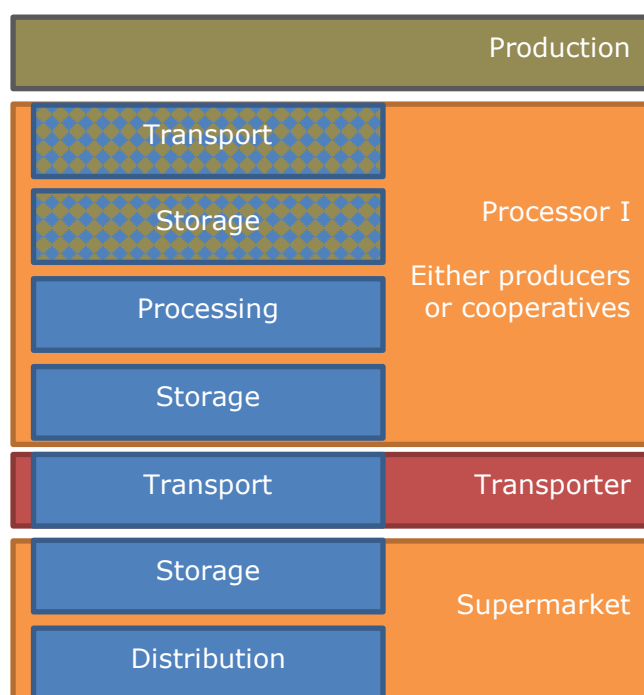 Production
Transport
Storage
Processor I
Either producers
or cooperatives
Processing
Storage
Transport
Transporter
Storage
Supermarket
Distribution